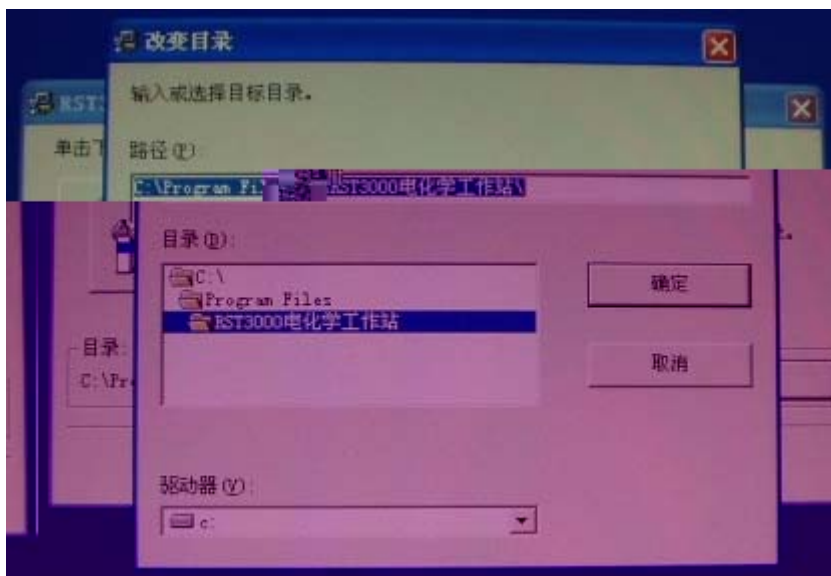 改变目录
输入或选择目标目录。
RST
单击下
路径(P):
C:\Program Fi
RST3000电化学工作站\
目录(D):
C:\
Program Files
RST3000电化学工作站
确定
取消
目录:
C:\Pr
驱动器(V):
c: